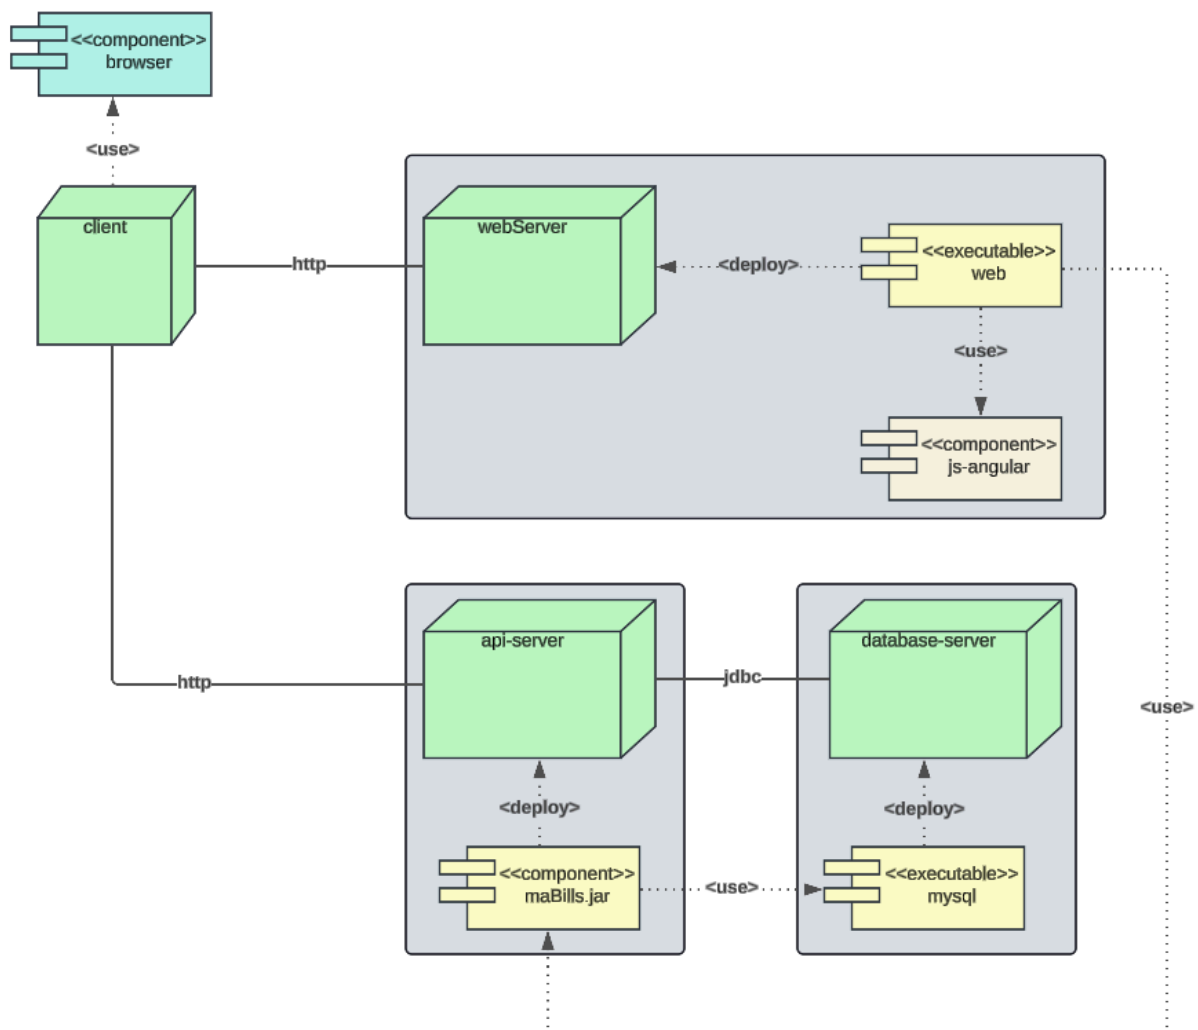 <<component>>
browser
<use>
client
webServer
<<executable>>
web
http
<deploy>
<use>
<<component>>
js-angular
api-server
database-server
http
jdbc
<use>
<deploy>
<deploy>
<<component>>
maBills.jar
<use>
<<executable>>
mysql